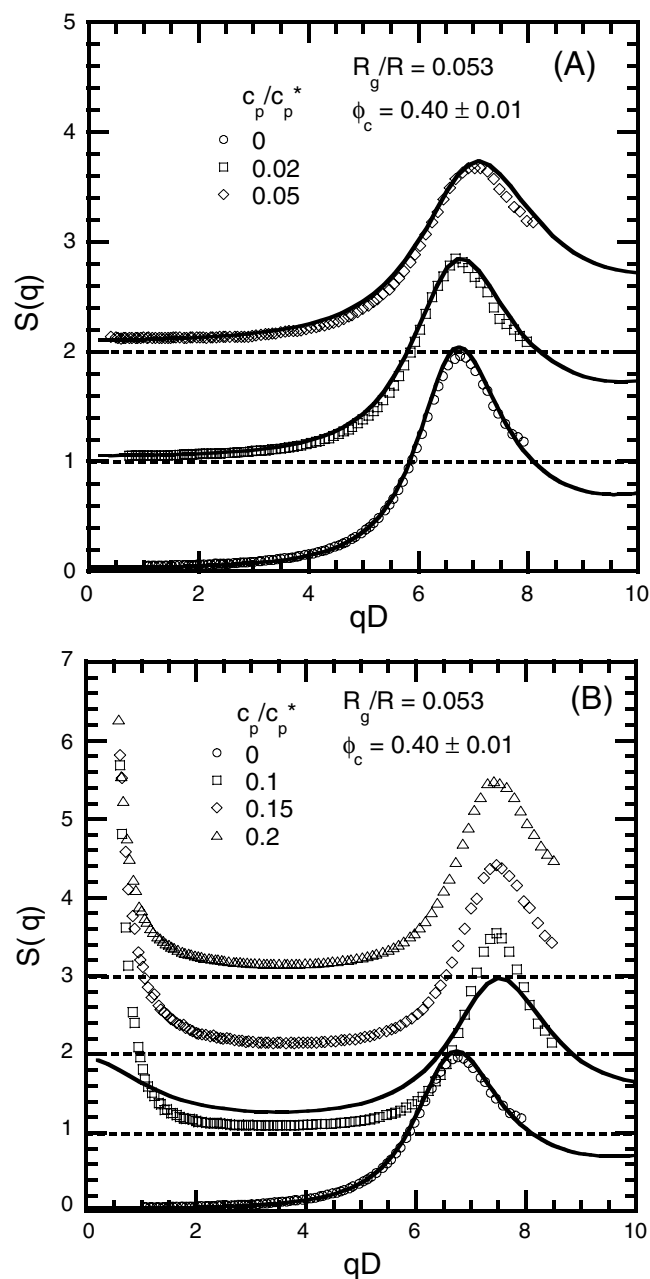 5
4
3
2
1
0
S(q)
(A)
R_g/R = 0.053
ϕ_c = 0.40 ± 0.01
c_p/c_p*
0
0.02
0.05
0 2 4 6 8 10
qD
7
6
5
4
3
2
1
0
S(q)
(B)
R_g/R = 0.053
ϕ_c = 0.40 ± 0.01
c_p/c_p*
0
0.1
0.15
0.2
0 2 4 6 8 10
qD